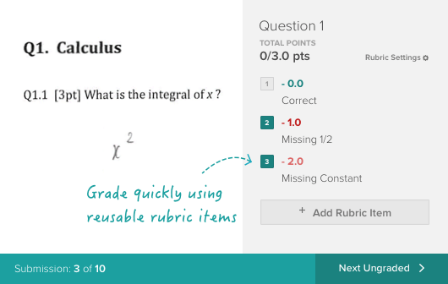 Q1. Calculus
Q1.1 [3pt] What is the integral of x ?
x 2
Grade quickly using
reusable rubric items
Question 1
TOTAL POINTS
0/3.0 pts
Rubric Settings
1 - 0.0
Correct
2 - 1.0
Missing 1/2
3 - 2.0
Missing Constant
+ Add Rubric Item
Submission: 3 of 10
Next Ungraded >